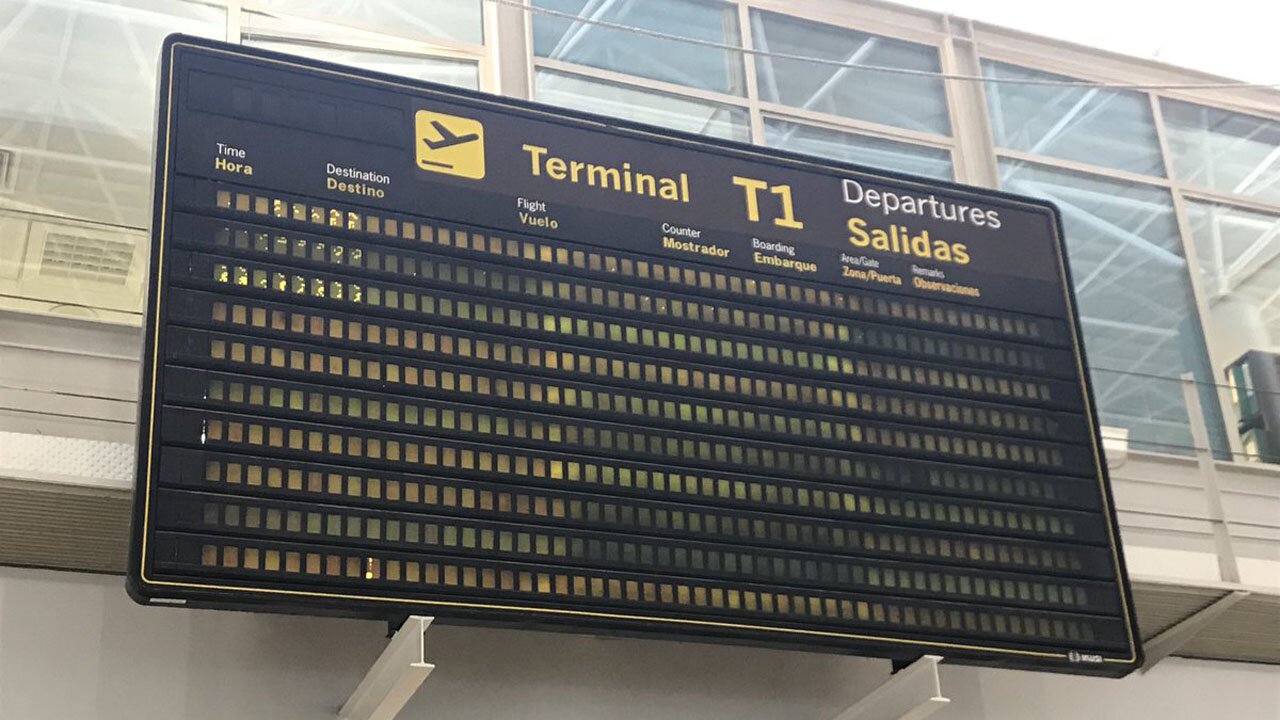 Time
Hora
Destination
Destino
Flight
Vuelo
Terminal T1
Departures
Salidas
Counter
Mostrador
Boarding
Embarque
Area/Gate
Zona/Puerta
Remarks
Observaciones